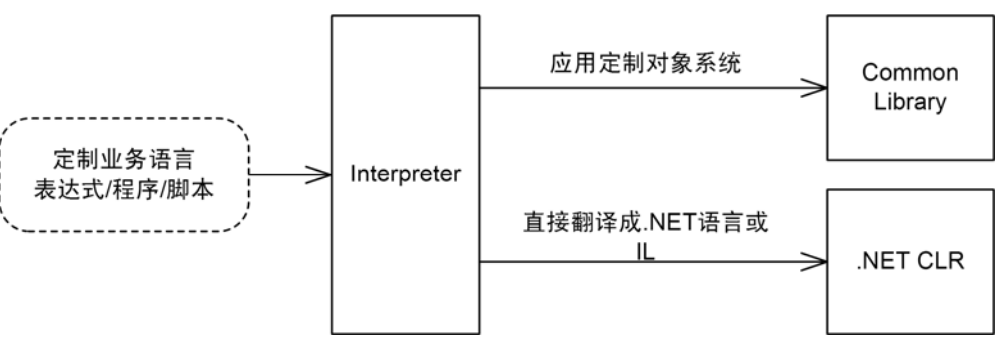 定制业务语言
表达式/程序/脚本
Interpreter
应用定制对象系统
Common
Library
直接翻译成.NET语言或
IL
.NET CLR